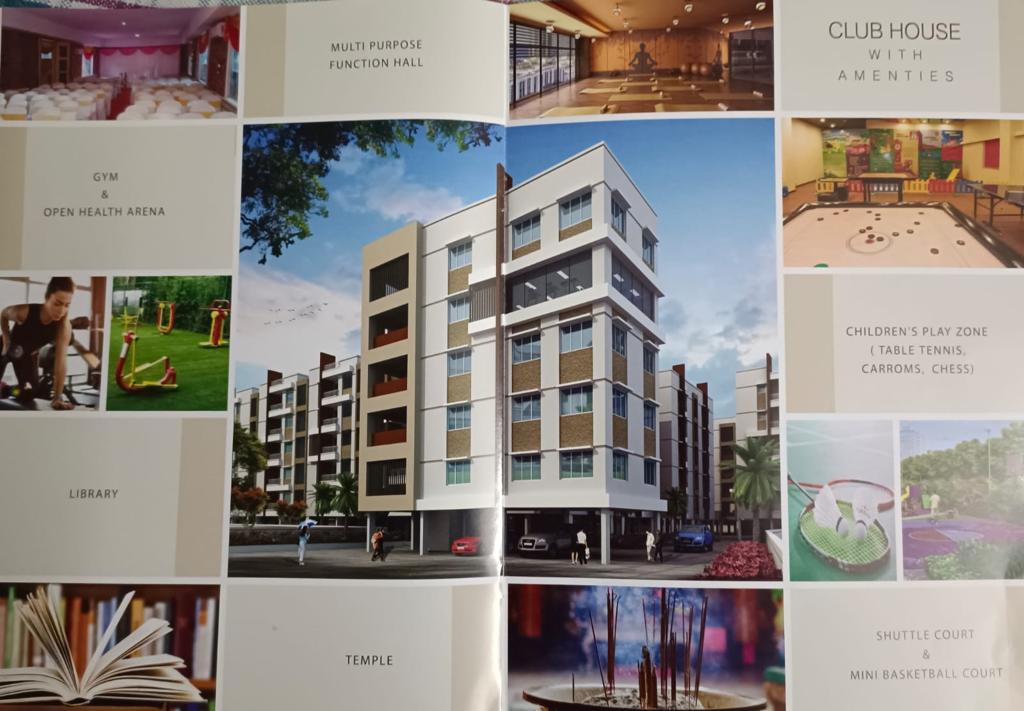 MULTI PURPOSE
FUNCTION HALL
CLUB HOUSE
WITH
AMENTIES
GYM
&
OPEN HEALTH ARENA
CHILDREN'S PLAY ZONE
( TABLE TENNIS,
CARROMS, CHESS)
LIBRARY
TEMPLE
SHUTTLE COURT
&
MINI BASKETBALL COURT